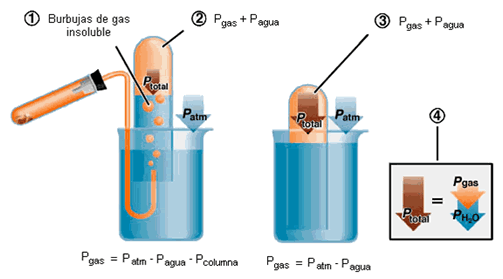 ① Burbujas de gas
insoluble
② Pgas + Pagua
③ Pgas + Pagua
Ptotal
Patm
Ptotal
Patm
④
Ptotal = Pgas
PH₂O
Pgas = Patm - Pagua - Pcolumna
Pgas = Patm - Pagua